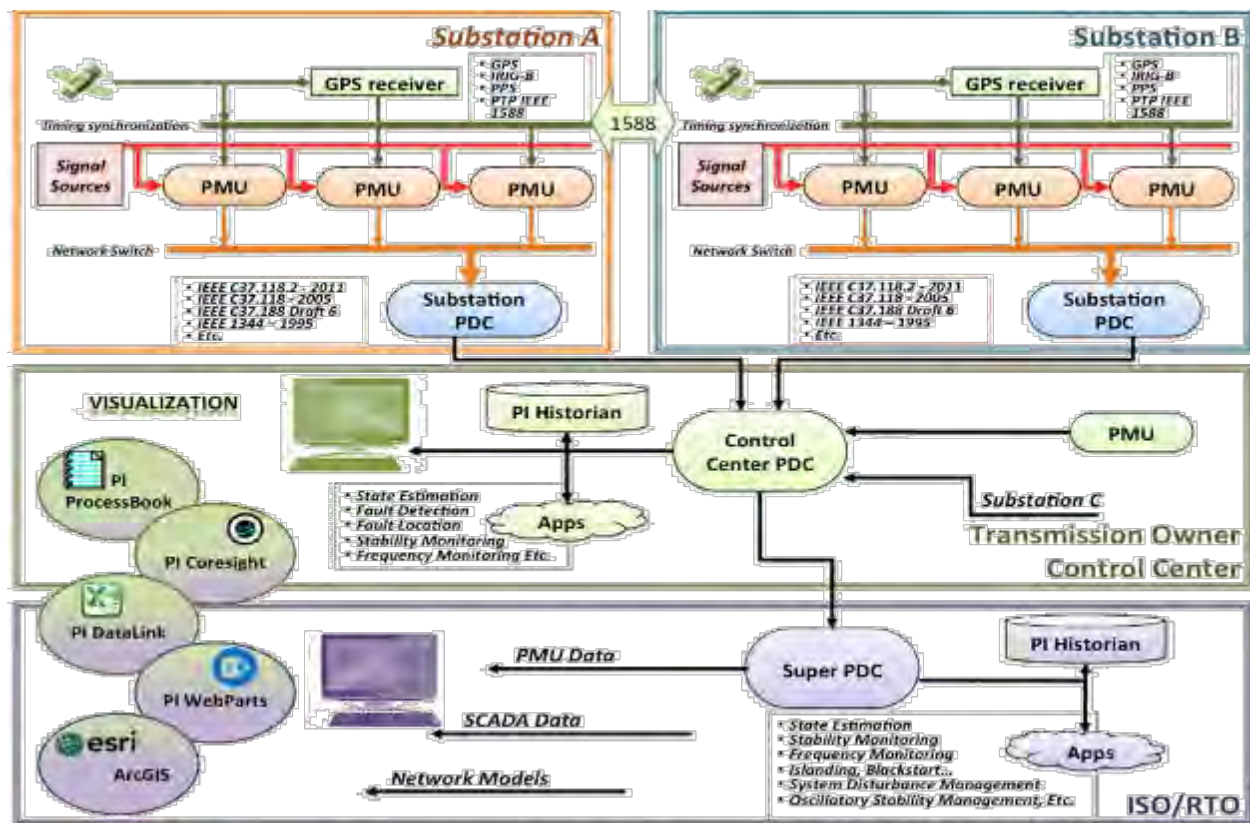 Substation A
GPS receiver
• GPS
• IRIG-B
• PPS
• PTP IEEE
1588
Timing synchronization
Signal
Sources
PMU
PMU
PMU
Network Switch
• IEEE C37.118.2 - 2011
• IEEE C37.118 - 2005
• IEEE C37.188 Draft 6
• IEEE 1344 - 1995
• Etc.
Substation
PDC
1588
Substation B
GPS receiver
• GPS
• IRIG-B
• PPS
• PTP IEEE
1588
Timing synchronization
Signal
Sources
PMU
PMU
PMU
Network Switch
• IEEE C37.118.2 - 2011
• IEEE C37.118 - 2005
• IEEE C37.188 Draft 6
• IEEE 1344 - 1995
• Etc.
Substation
PDC
VISUALIZATION
PI Historian
Control
Center PDC
PMU
PI
ProcessBook
• State Estimation
• Fault Detection
• Fault Location
• Stability Monitoring
• Frequency Monitoring Etc.
Apps
Substation C
Transmission Owner
Control Center
PI Coresight
PI DataLink
PI WebParts
esri
ArcGIS
PMU Data
SCADA Data
Network Models
Super PDC
PI Historian
• State Estimation
• Stability Monitoring
• Frequency Monitoring
• Islanding, Blackstart...
• System Disturbance Management
• Oscillatory Stability Management, Etc.
Apps
ISO/RTO